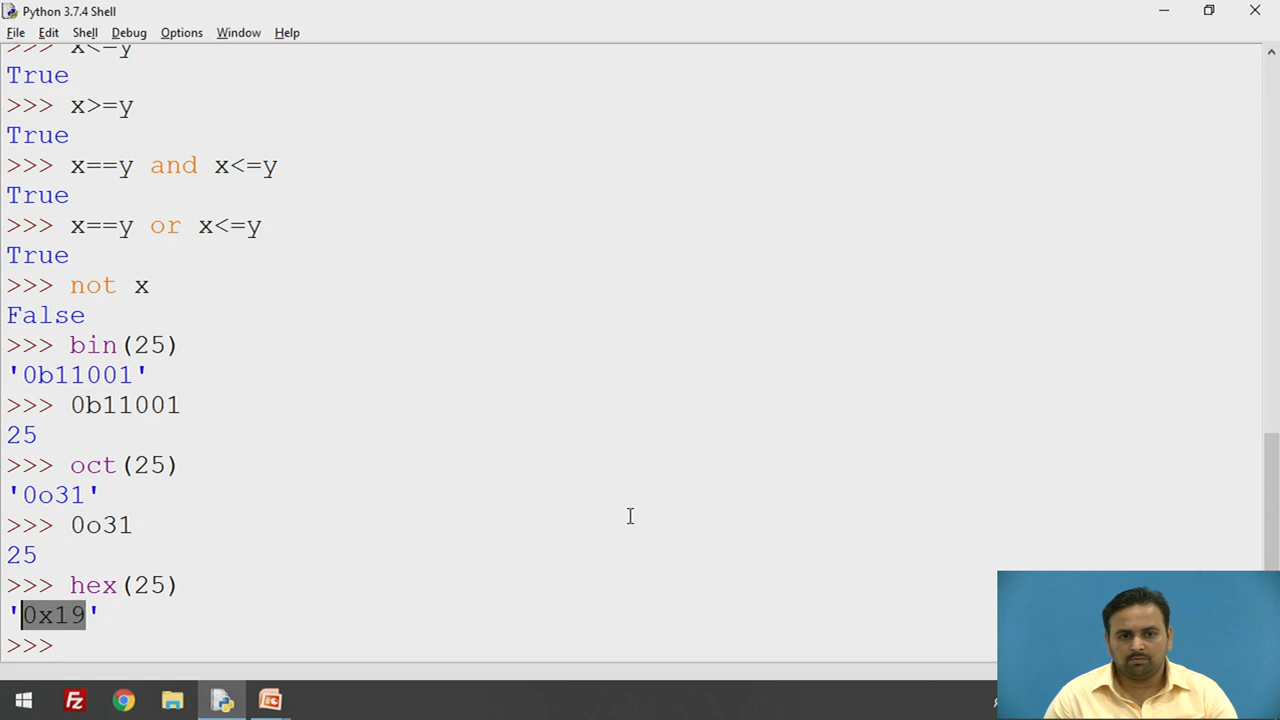 Python 3.7.4 Shell
File Edit Shell Debug Options Window Help
>>> x<=y
True
>>> x>=y
True
>>> x==y and x<=y
True
>>> x==y or x<=y
True
>>> not x
False
>>> bin(25)
'0b11001'
>>> 0b11001
25
>>> oct(25)
'0o31'
>>> 0o31
25
>>> hex(25)
'0x19'
>>>
Fz